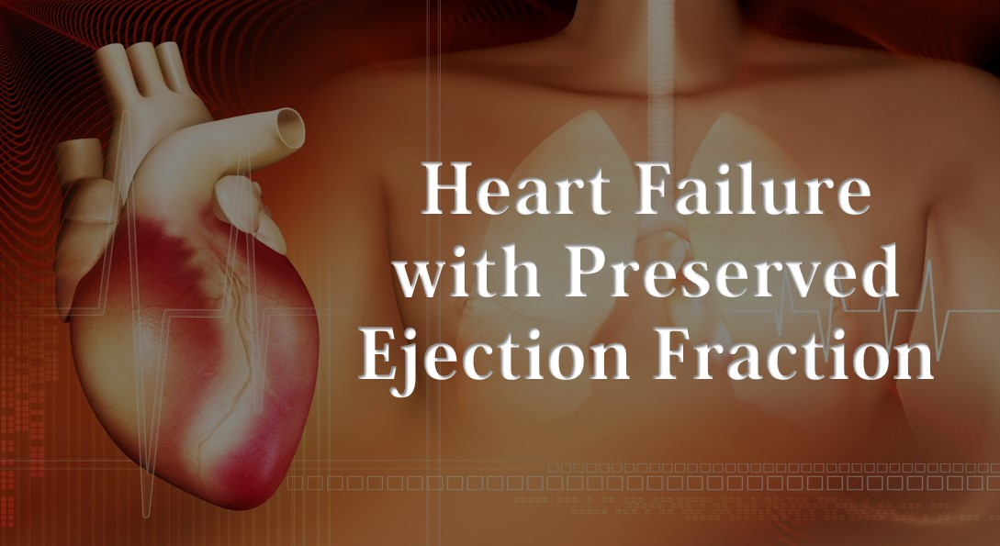 Heart Failure
with Preserved
Ejection Fraction